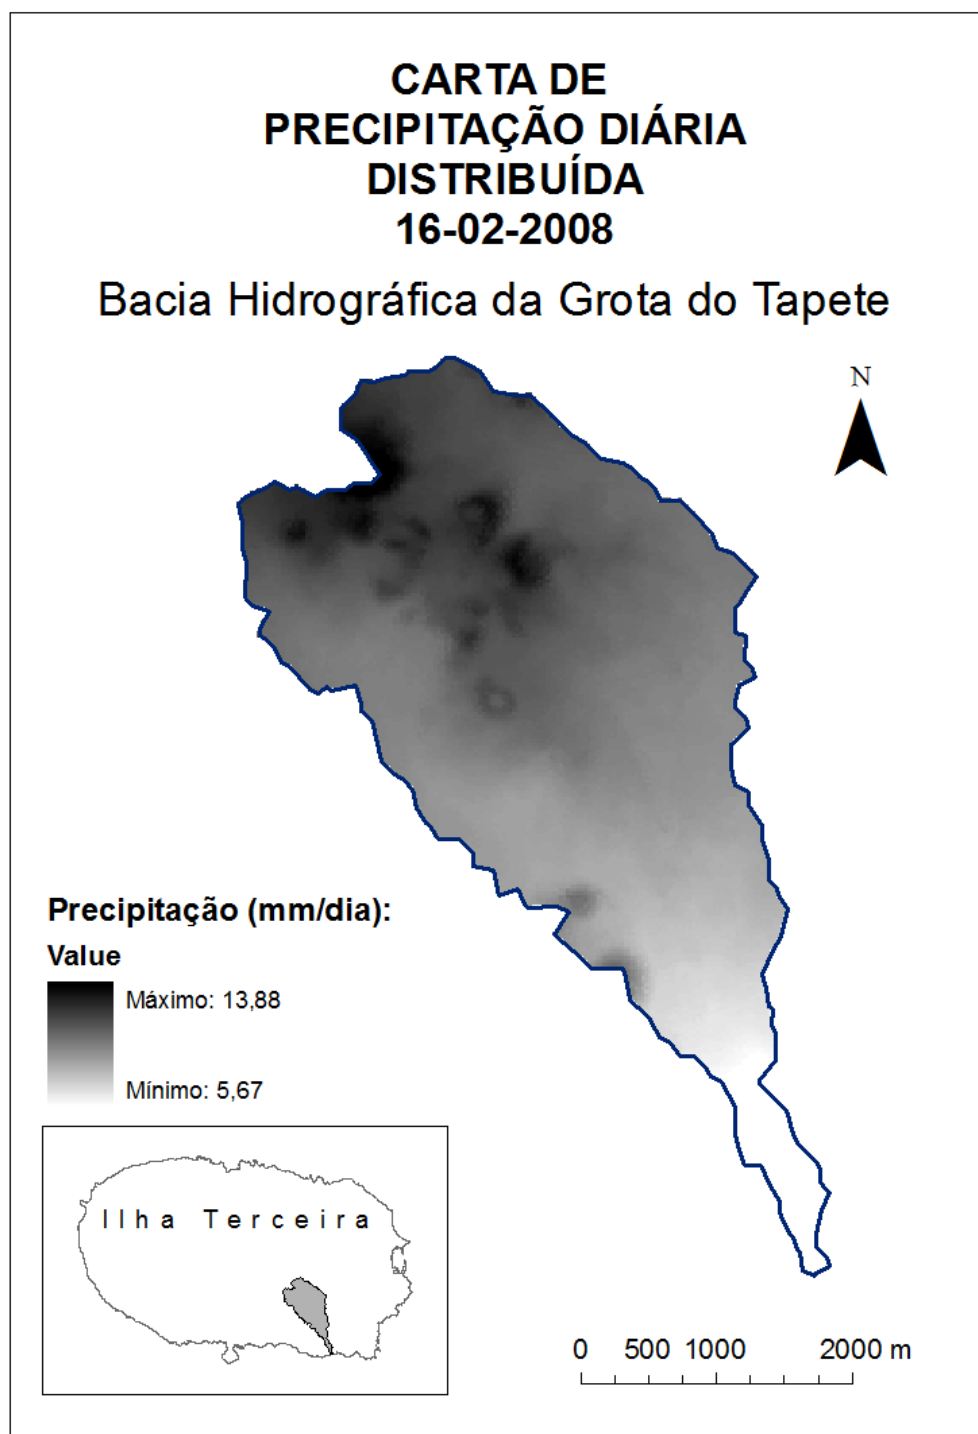 CARTA DE
PRECIPITAÇÃO DIÁRIA
DISTRIBUÍDA
16-02-2008
Bacia Hidrográfica da Grota do Tapete
N
Precipitação (mm/dia):
Value
Máximo: 13,88
Mínimo: 5,67
Ilha Terceira
0 500 1000 2000 m